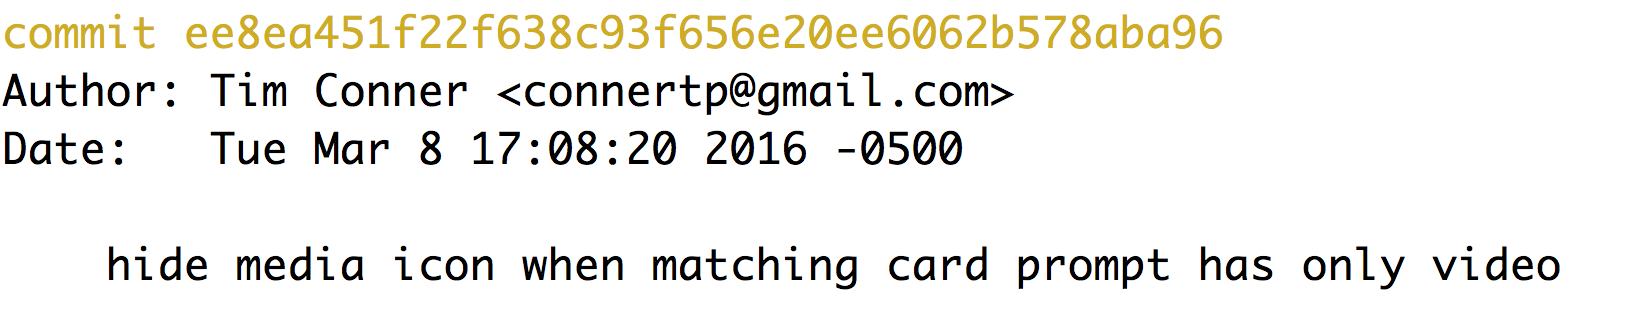 commit ee8ea451f22f638c93f656e20ee6062b578aba96
Author: Tim Conner <connertp@gmail.com>
Date:   Tue Mar 8 17:08:20 2016 -0500
hide media icon when matching card prompt has only video